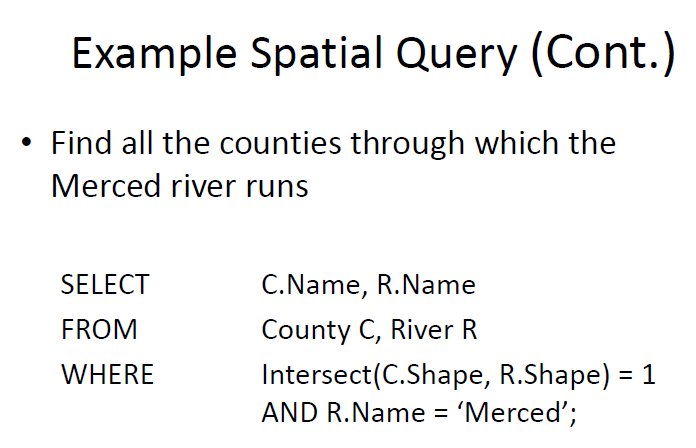 Example Spatial Query (Cont.)
• Find all the counties through which the
Merced river runs
SELECT C.Name, R.Name
FROM County C, River R
WHERE Intersect(C.Shape, R.Shape) = 1
AND R.Name = ‘Merced’;